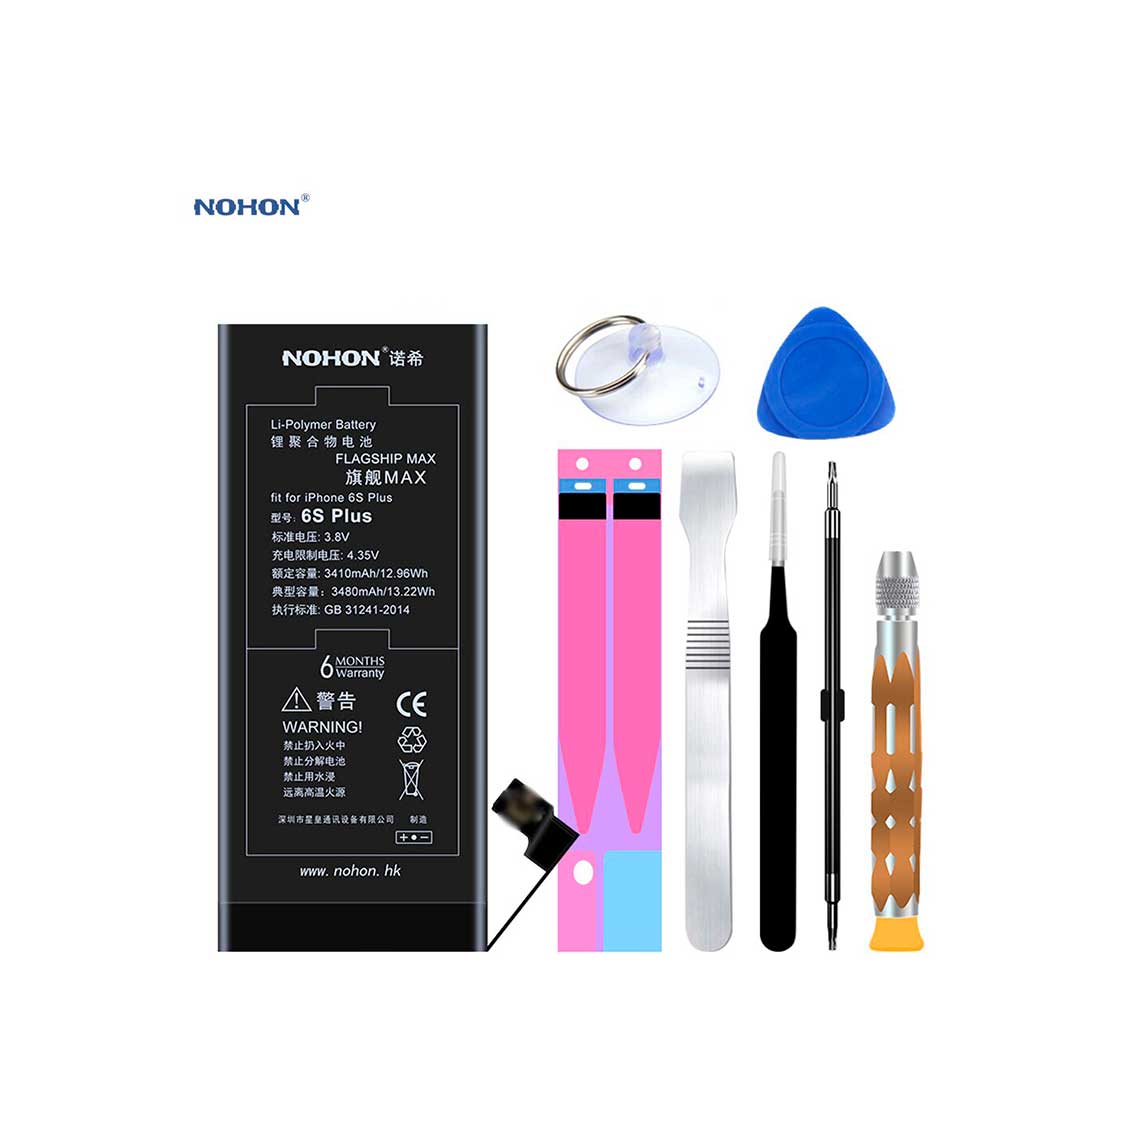 NOHON®
NOHON®诺希
Li-Polymer Battery
锂聚合物电池
FLAGSHIP MAX
旗舰MAX
fit for iPhone 6S Plus
型号: 6S Plus
标准电压: 3.8V
充电限制电压: 4.35V
额定容量: 3410mAh/12.96Wh
典型容量: 3480mAh/13.22Wh
执行标准: GB 31241-2014
6 MONTHS
Warranty
警告
WARNING!
禁止扔入火中
禁止分解电池
禁止用水浸
远离高温火源
CE
深圳市星皇通讯设备有限公司 制造
www.nohon.hk